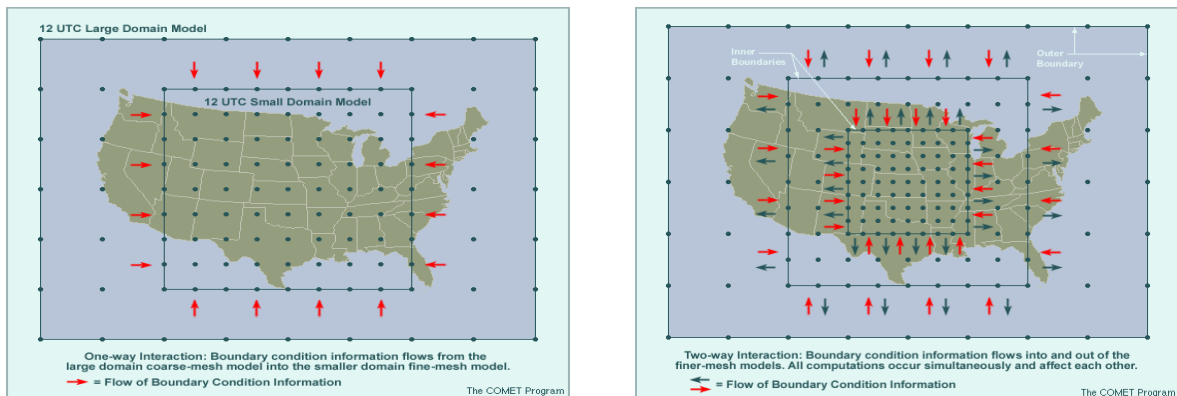 12 UTC Large Domain Model
12 UTC Small Domain Model
One-way Interaction: Boundary condition information flows from the
large domain coarse-mesh model into the smaller domain fine-mesh model.
= Flow of Boundary Condition Information
The COMET Program
Inner
Boundaries
Outer
Boundary
Two-way Interaction: Boundary condition information flows into and out of the
finer-mesh models. All computations occur simultaneously and affect each other.
= Flow of Boundary Condition Information
The COMET Program